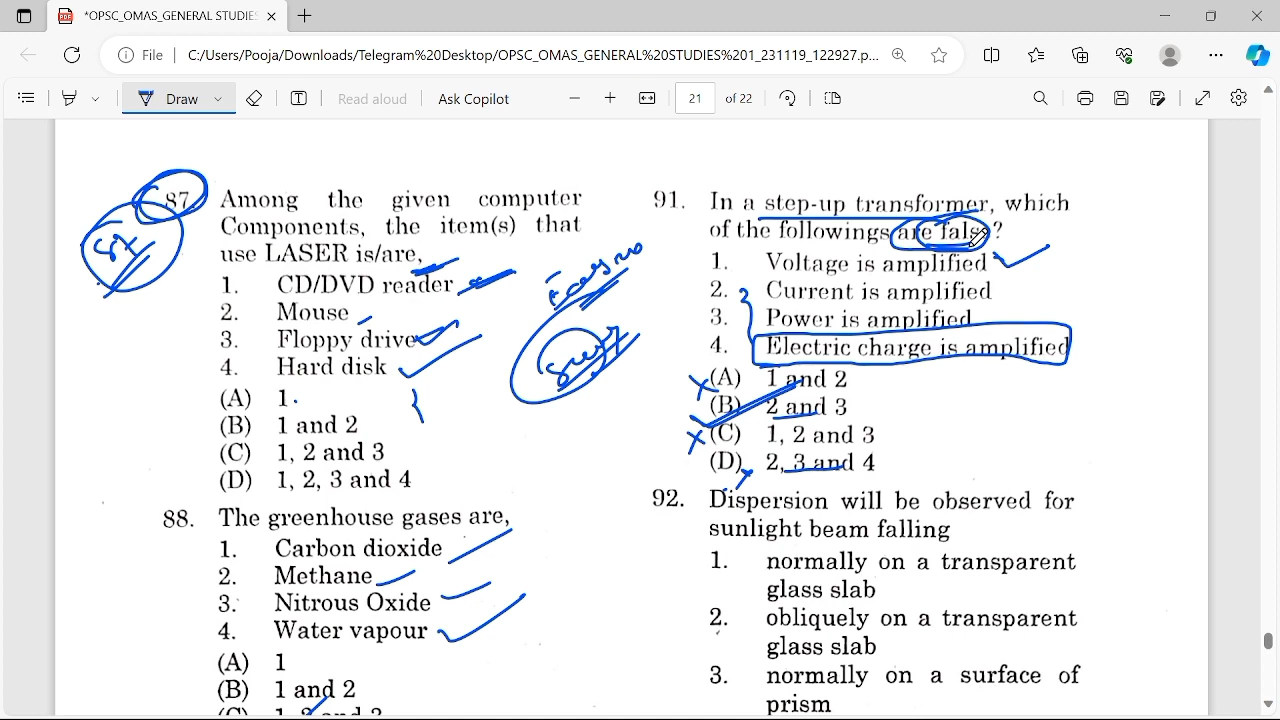 *OPSC_OMAS_GENERAL STUDIES
File
C:/Users/Pooja/Downloads/Telegram%20Desktop/OPSC_OMAS_GENERAL%20STUDIES%201_231119_122927.p...
Draw
Read aloud
Ask Copilot
21
of 22
87. Among the given computer
Components, the item(s) that
use LASER is/are,
1. CD/DVD reader
2. Mouse
3. Floppy drive
4. Hard disk
(A) 1.
(B) 1 and 2
(C) 1, 2 and 3
(D) 1, 2, 3 and 4
88. The greenhouse gases are,
1. Carbon dioxide
2. Methane
3. Nitrous Oxide
4. Water vapour
(A) 1
(B) 1 and 2
(C) 1, 2 and 3
91. In a step-up transformer, which
of the followings are false?
1. Voltage is amplified
2. Current is amplified
3. Power is amplified
4. Electric charge is amplified
(A) 1 and 2
(B) 2 and 3
(C) 1, 2 and 3
(D) 2, 3 and 4
92. Dispersion will be observed for
sunlight beam falling
1. normally on a transparent
glass slab
2. obliquely on a transparent
glass slab
3. normally on a surface of
prism